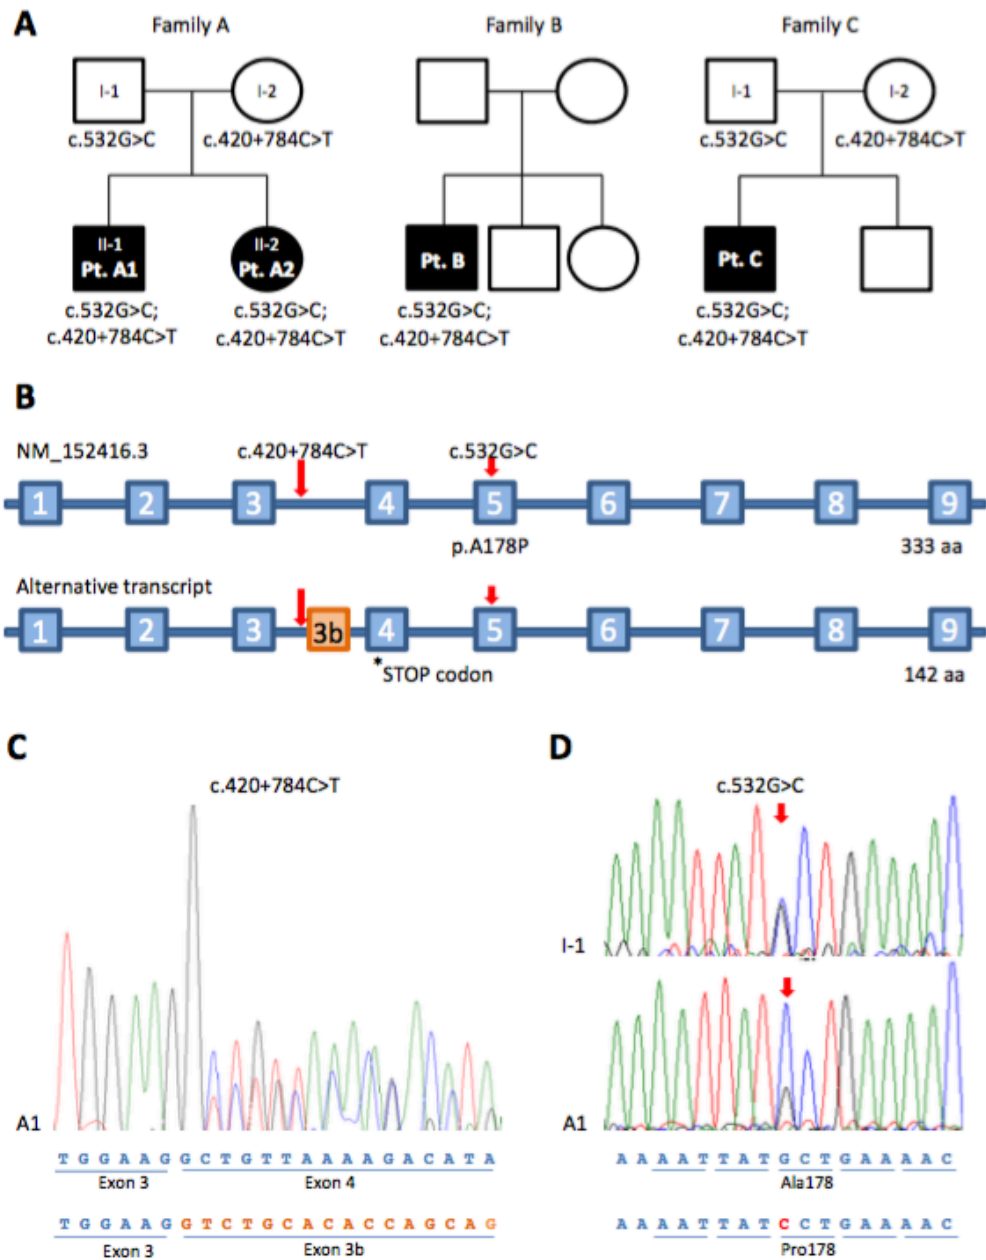 A
Family A Family B Family C
I-1 I-2 I-1 I-2
c.532G>C c.420+784C>T c.532G>C c.420+784C>T
II-1 II-2
Pt. A1 Pt. A2 Pt. B Pt. C
c.532G>C; c.532G>C; c.532G>C; c.532G>C;
c.420+784C>T c.420+784C>T c.420+784C>T c.420+784C>T
B
NM_152416.3 c.420+784C>T c.532G>C
1 2 3 4 5 6 7 8 9
p.A178P 333 aa
Alternative transcript
1 2 3 3b 4 5 6 7 8 9
*STOP codon 142 aa
C
c.420+784C>T
A1
T G G A A G G C T G T T A A A A G A C A T A
Exon 3 Exon 4
T G G A A G G T C T G C A C A C C A G C A G
Exon 3 Exon 3b
D
c.532G>C
I-1
A1
A A A A T T A T G C T G A A A A C
Ala178
A A A A T T A T C C T G A A A A C
Pro178